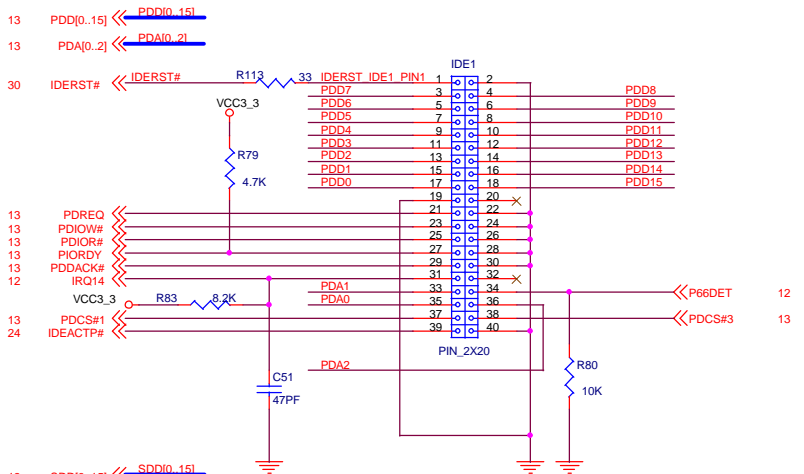 13 PDD[0..15] PDD[0..15]
13 PDA[0..2] PDA[0..2]
IDE1
30 IDERST# IDERST# R113 33 IDERST_IDE1_PIN1 1 2
PDD7 3 4 PDD8
VCC3_3 PDD6 5 6 PDD9
PDD5 7 8 PDD10
PDD4 9 10 PDD11
PDD3 11 12 PDD12
R79 PDD2 13 14 PDD13
PDD1 15 16 PDD14
4.7K PDD0 17 18 PDD15
19 20
13 PDREQ 21 22
13 PDIOW# 23 24
13 PDIOR# 25 26
13 PIORDY 27 28
13 PDDACK# 29 30
12 IRQ14 31 32
PDA1 33 34 P66DET 12
VCC3_3 R83 8.2K PDA0 35 36
13 PDCS#1 37 38 PDCS#3 13
24 IDEACTP# 39 40
PIN_2X20
PDA2 R80
C51
47PF 10K
SDD[0..15]